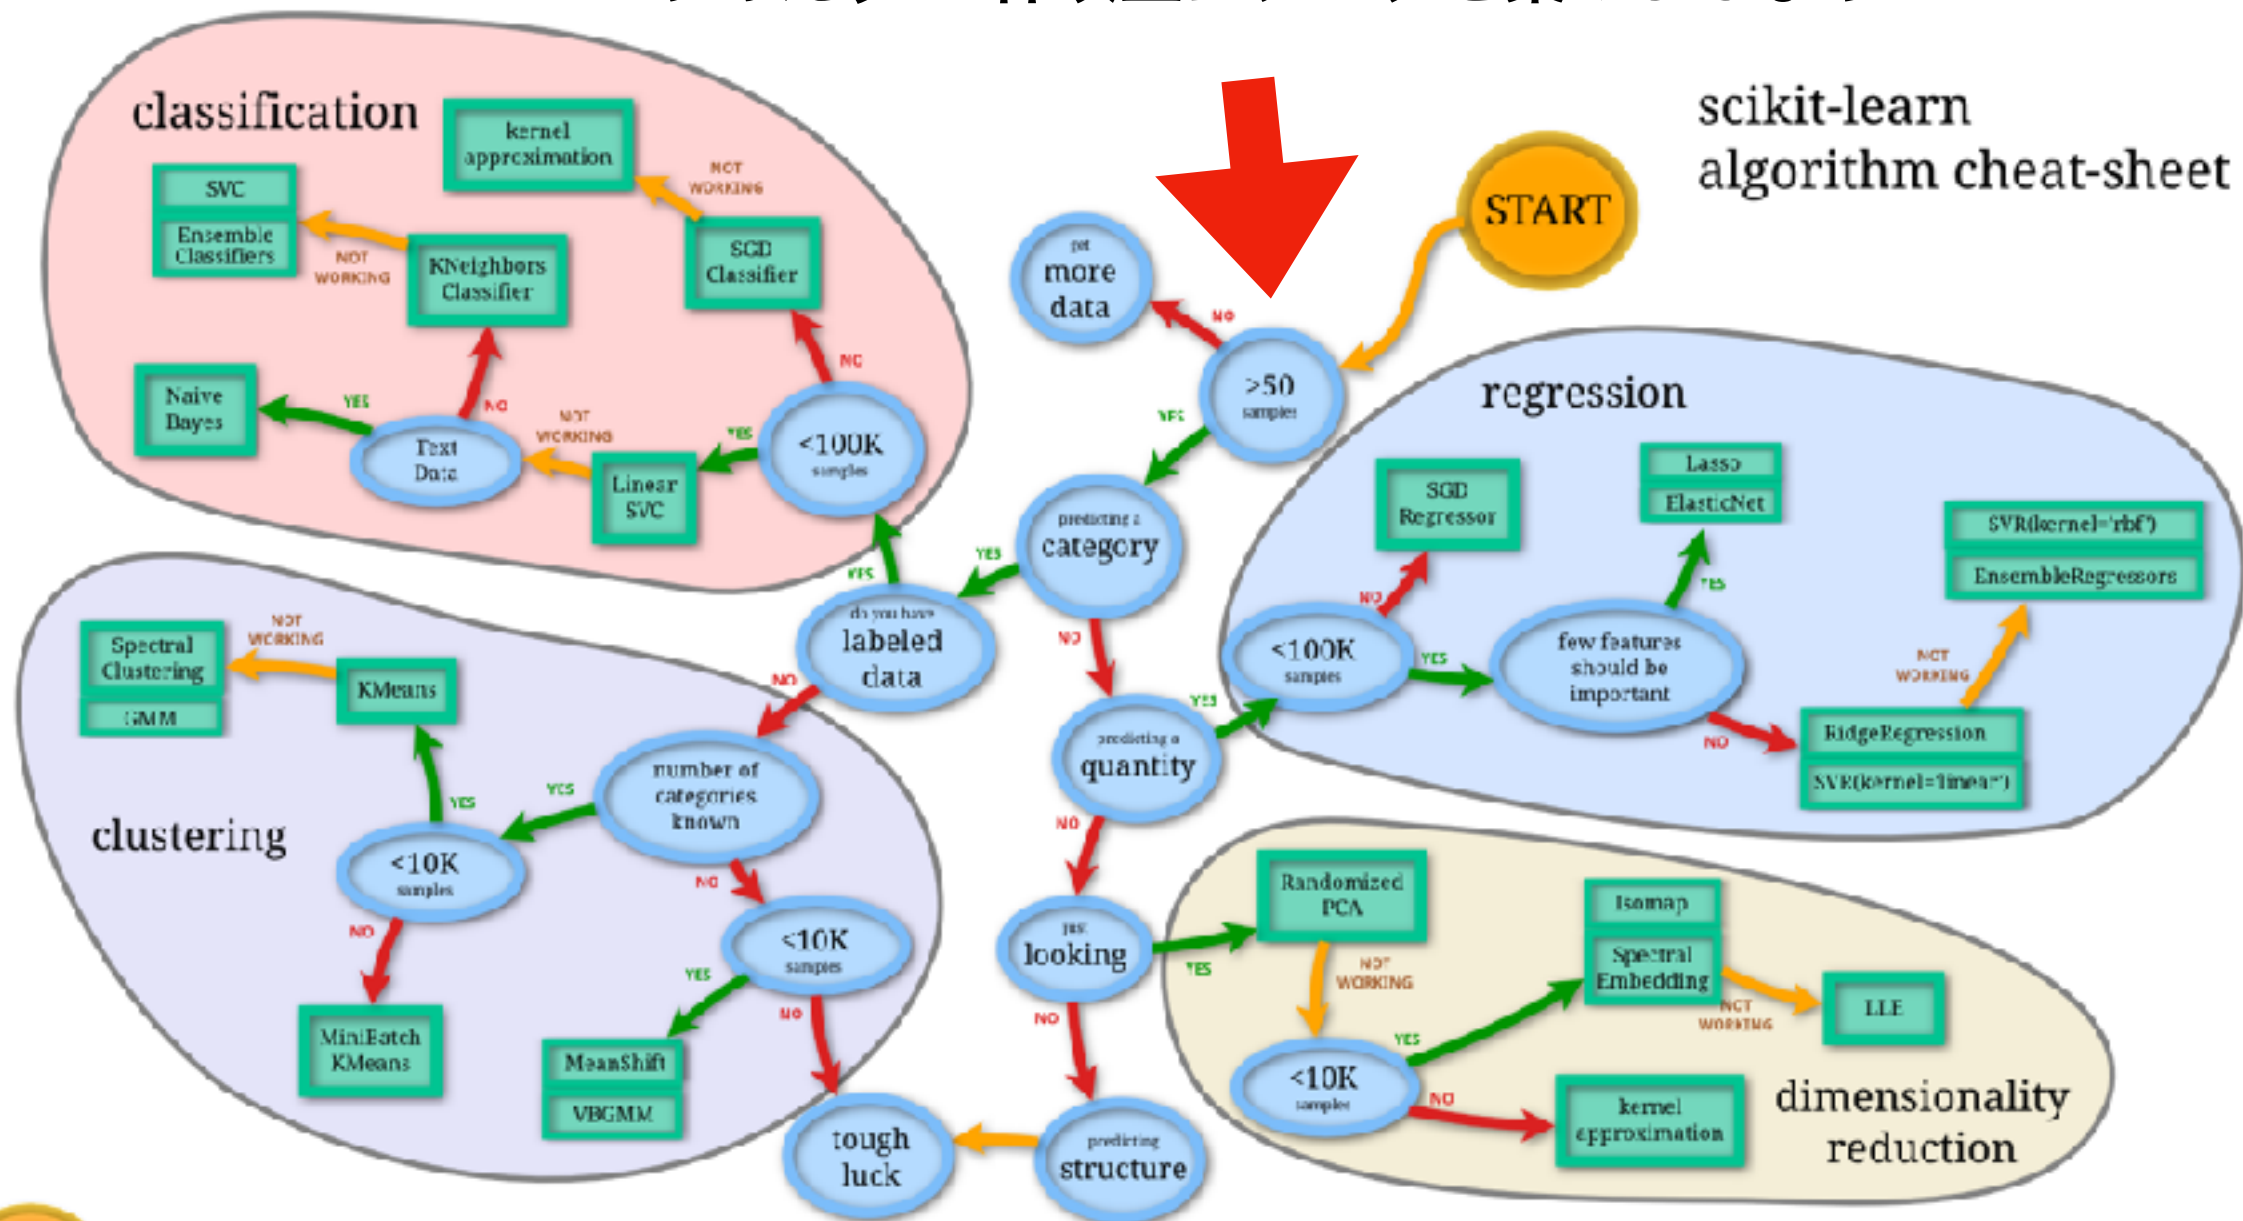 classification
kernel
approximation
NOT
WORKING
SVC
Ensemble
Classifiers
NOT
WORKING
KNeighbors
Classifier
SGD
Classifier
NO
Naive
Bayes
YES
NO
Text
Data
NOT
WORKING
Linear
SVC
YES
<100K
samples
YES
scikit-learn
algorithm cheat-sheet
START
get
more
data
NO
>50
samples
YES
predicting a
category
YES
NO
do you have
labeled
data
NO
predicting a
quantity
YES
NO
just
looking
YES
NO
predicting
structure
tough
luck
regression
SGD
Regressor
NO
<100K
samples
YES
Lasso
ElasticNet
YES
few features
should be
important
NO
SVR(kernel='rbf')
EnsembleRegressors
NOT
WORKING
RidgeRegression
SVR(kernel='linear')
clustering
Spectral
Clustering
GMM
NOT
WORKING
KMeans
YES
number of
categories
known
YES
NO
<10K
samples
NO
MiniBatch
KMeans
<10K
samples
YES
NO
MeanShift
VBGMM
dimensionality
reduction
Randomized
PCA
NOT
WORKING
<10K
samples
YES
NO
Isomap
Spectral
Embedding
NOT
WORKING
LLE
kernel
approximation